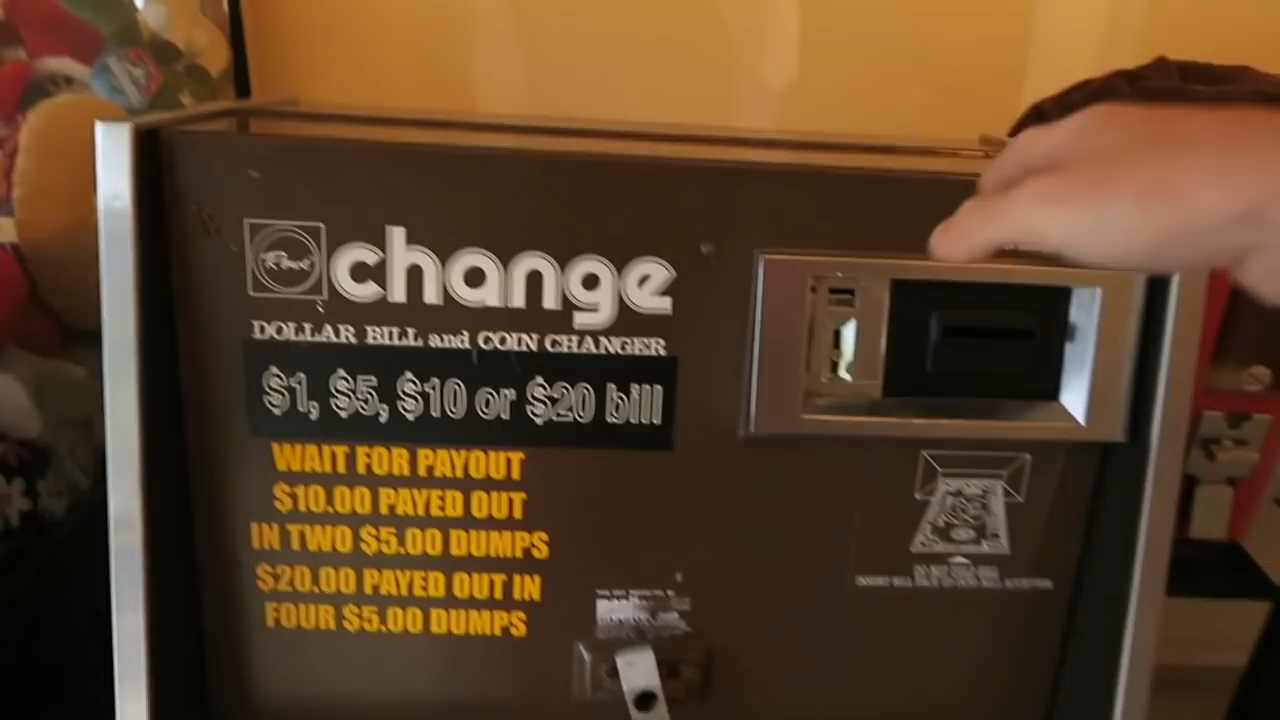 Rowe change
DOLLAR BILL and COIN CHANGER
$1, $5, $10 or $20 bill
WAIT FOR PAYOUT
$10.00 PAYED OUT
IN TWO $5.00 DUMPS
$20.00 PAYED OUT IN
FOUR $5.00 DUMPS